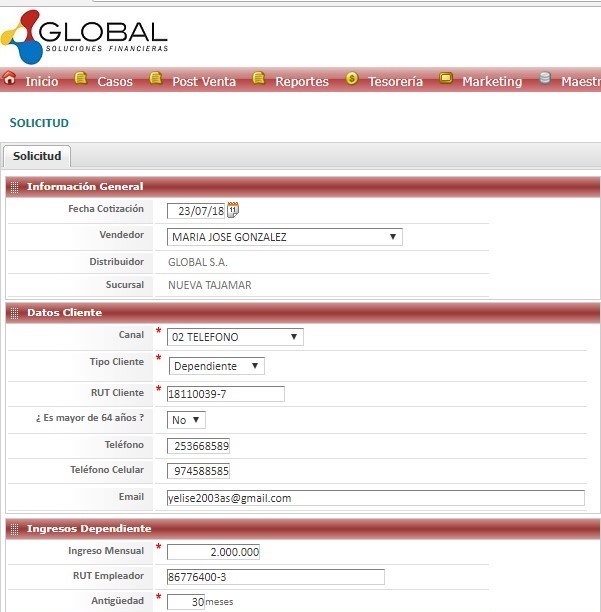 GLOBAL
SOLUCIONES FINANCIERAS
Inicio Casos Post Venta Reportes $ Tesorería Marketing Maestr
SOLICITUD
Solicitud
Información General
Fecha Cotización 23/07/18 11
Vendedor MARIA JOSE GONZALEZ
Distribuidor GLOBAL S.A.
Sucursal NUEVA TAJAMAR
Datos Cliente
Canal * 02 TELEFONO
Tipo Cliente * Dependiente
RUT Cliente * 18110039-7
¿ Es mayor de 64 años ? No
Teléfono 253668589
Teléfono Celular 974588585
Email yelise2003as@gmail.com
Ingresos Dependiente
Ingreso Mensual * 2.000.000
RUT Empleador 86776400-3
Antigüedad * 30 meses